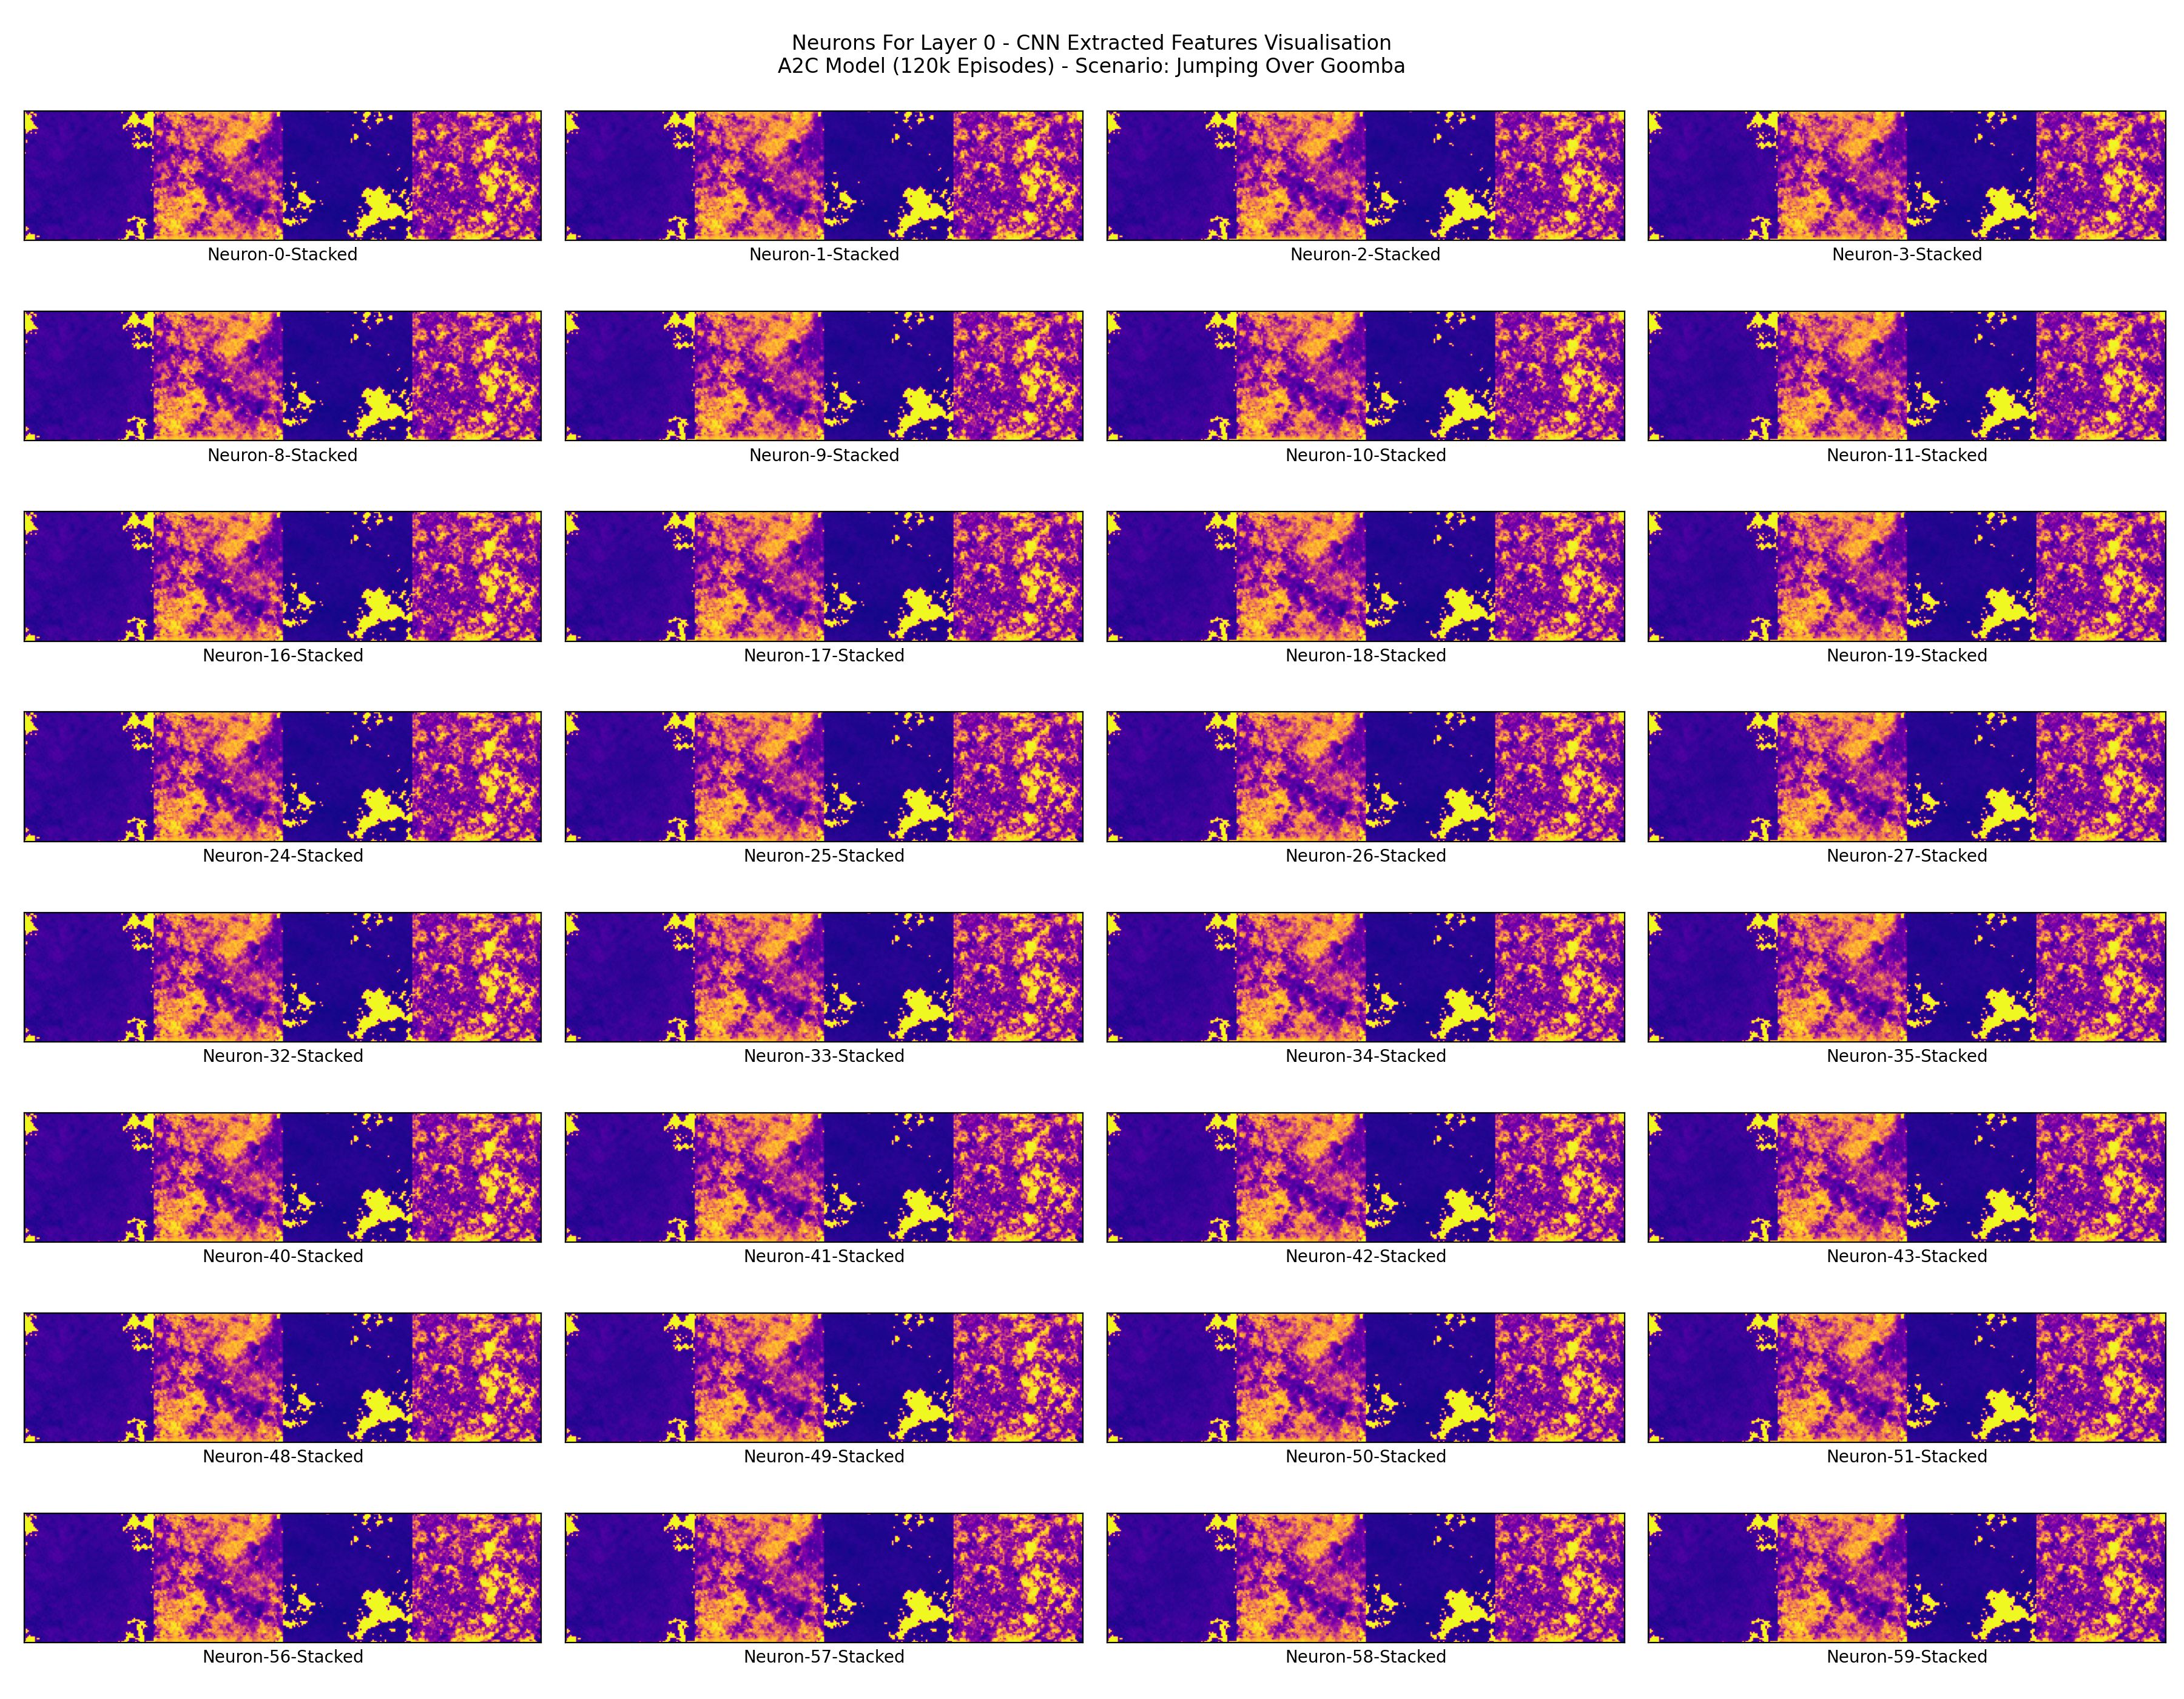 Neurons For Layer 0 - CNN Extracted Features Visualisation
A2C Model (120k Episodes) - Scenario: Jumping Over Goomba
Neuron-0-Stacked
Neuron-1-Stacked
Neuron-2-Stacked
Neuron-3-Stacked
Neuron-8-Stacked
Neuron-9-Stacked
Neuron-10-Stacked
Neuron-11-Stacked
Neuron-16-Stacked
Neuron-17-Stacked
Neuron-18-Stacked
Neuron-19-Stacked
Neuron-24-Stacked
Neuron-25-Stacked
Neuron-26-Stacked
Neuron-27-Stacked
Neuron-32-Stacked
Neuron-33-Stacked
Neuron-34-Stacked
Neuron-35-Stacked
Neuron-40-Stacked
Neuron-41-Stacked
Neuron-42-Stacked
Neuron-43-Stacked
Neuron-48-Stacked
Neuron-49-Stacked
Neuron-50-Stacked
Neuron-51-Stacked
Neuron-56-Stacked
Neuron-57-Stacked
Neuron-58-Stacked
Neuron-59-Stacked